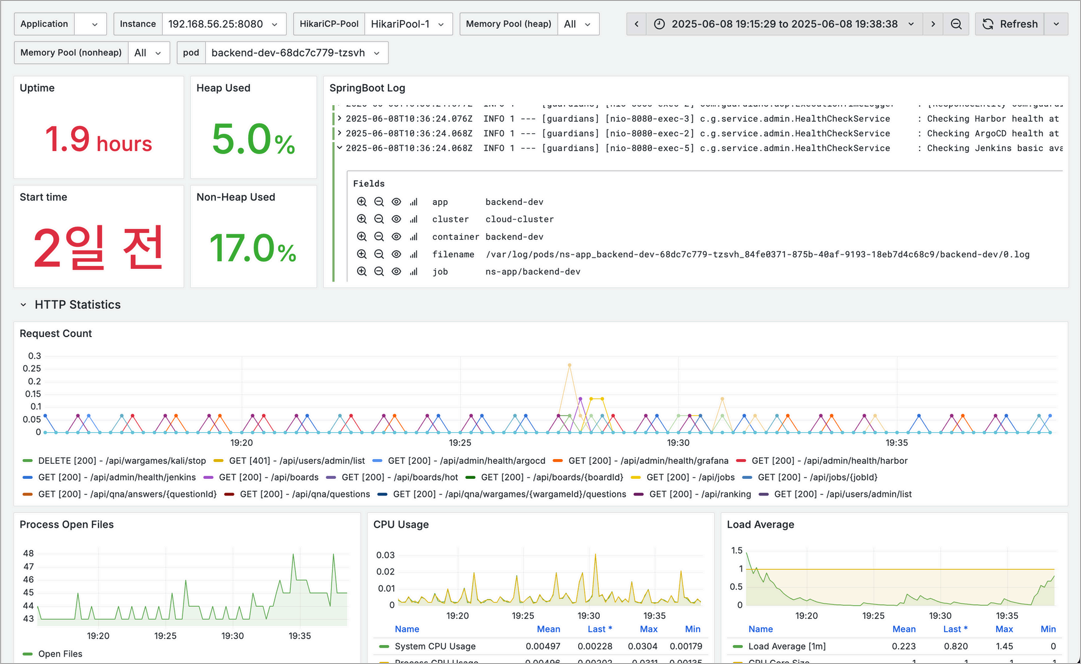 Application Instance 192.168.56.25:8080 HikariCP-Pool HikariPool-1 Memory Pool (heap) All 2025-06-08 19:15:29 to 2025-06-08 19:38:38 Refresh
Memory Pool (nonheap) All pod backend-dev-68dc7c779-tzsvh
Uptime
1.9 hours
Heap Used
5.0%
Start time
2일 전
Non-Heap Used
17.0%
SpringBoot Log
2025-06-08T10:36:24.076Z INFO 1 --- [guardians] [nio-8080-exec-3] c.g.service.admin.HealthCheckService : Checking Harbor health at
2025-06-08T10:36:24.068Z INFO 1 --- [guardians] [nio-8080-exec-2] c.g.service.admin.HealthCheckService : Checking ArgoCD health at
2025-06-08T10:36:24.068Z INFO 1 --- [guardians] [nio-8080-exec-5] c.g.service.admin.HealthCheckService : Checking Jenkins basic ava
Fields
app backend-dev
cluster cloud-cluster
container backend-dev
filename /var/log/pods/ns-app_backend-dev-68dc7c779-tzsvh_84fe0371-875b-40af-9193-18eb7d4c68c9/backend-dev/0.log
job ns-app/backend-dev
HTTP Statistics
Request Count
0.3
0.25
0.2
0.15
0.1
0.05
0
19:20 19:25 19:30 19:35
DELETE [200] - /api/wargames/kali/stop GET [401] - /api/users/admin/list GET [200] - /api/admin/health/argocd GET [200] - /api/admin/health/grafana GET [200] - /api/admin/health/harbor
GET [200] - /api/admin/health/jenkins GET [200] - /api/boards GET [200] - /api/boards/hot GET [200] - /api/boards/{boardId} GET [200] - /api/jobs GET [200] - /api/jobs/{jobId}
GET [200] - /api/qna/answers/{questionId} GET [200] - /api/qna/questions GET [200] - /api/qna/wargames/{wargameId}/questions GET [200] - /api/ranking GET [200] - /api/users/admin/list
Process Open Files
48
47
46
45
44
43
19:20 19:25 19:30 19:35
Open Files
CPU Usage
0.03
0.02
0.01
0
19:20 19:25 19:30 19:35
Name Mean Last * Max Min
System CPU Usage 0.00497 0.00228 0.0304 0.00179
Process CPU Usage 0.00496 0.00202 0.0311
Load Average
1.5
1
0.5
0
19:20 19:25 19:30 19:35
Name Mean Last * Max Min
Load Average [1m] 0.223 0.820 1.45 0
CPU Core Size 1 1 1 1